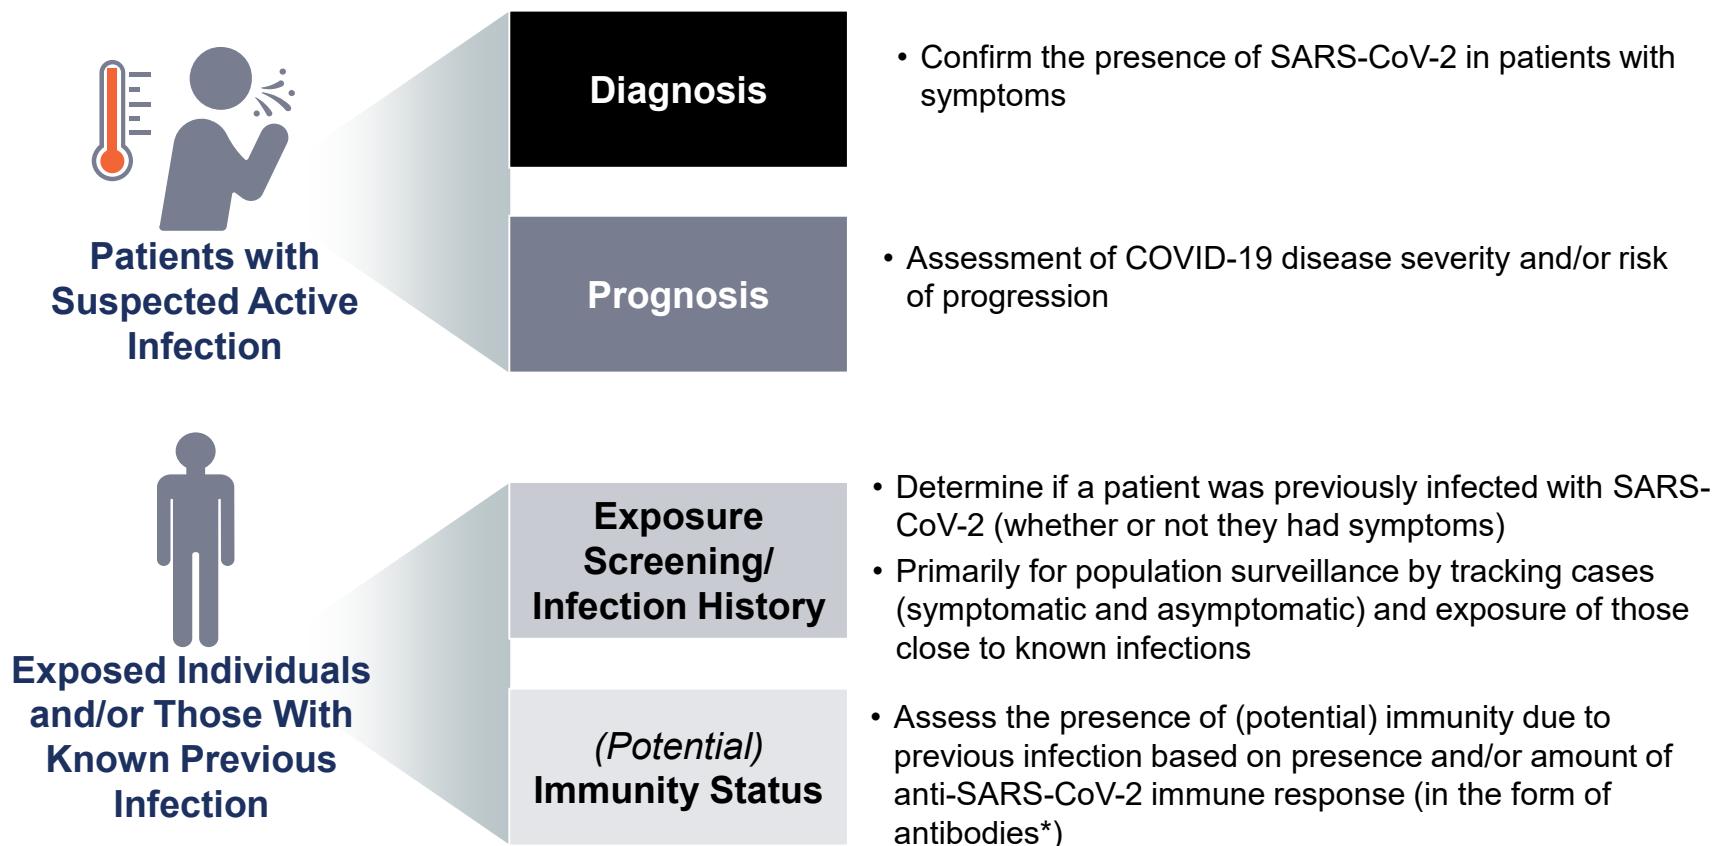 Diagnosis
• Confirm the presence of SARS-CoV-2 in patients with
symptoms
Patients with
Suspected Active
Infection
Prognosis
• Assessment of COVID-19 disease severity and/or risk
of progression
Exposure
Screening/
Infection History
• Determine if a patient was previously infected with SARS-
CoV-2 (whether or not they had symptoms)
• Primarily for population surveillance by tracking cases
(symptomatic and asymptomatic) and exposure of those
close to known infections
Exposed Individuals
and/or Those With
Known Previous
Infection
(Potential)
Immunity Status
• Assess the presence of (potential) immunity due to
previous infection based on presence and/or amount of
anti-SARS-CoV-2 immune response (in the form of
antibodies*)